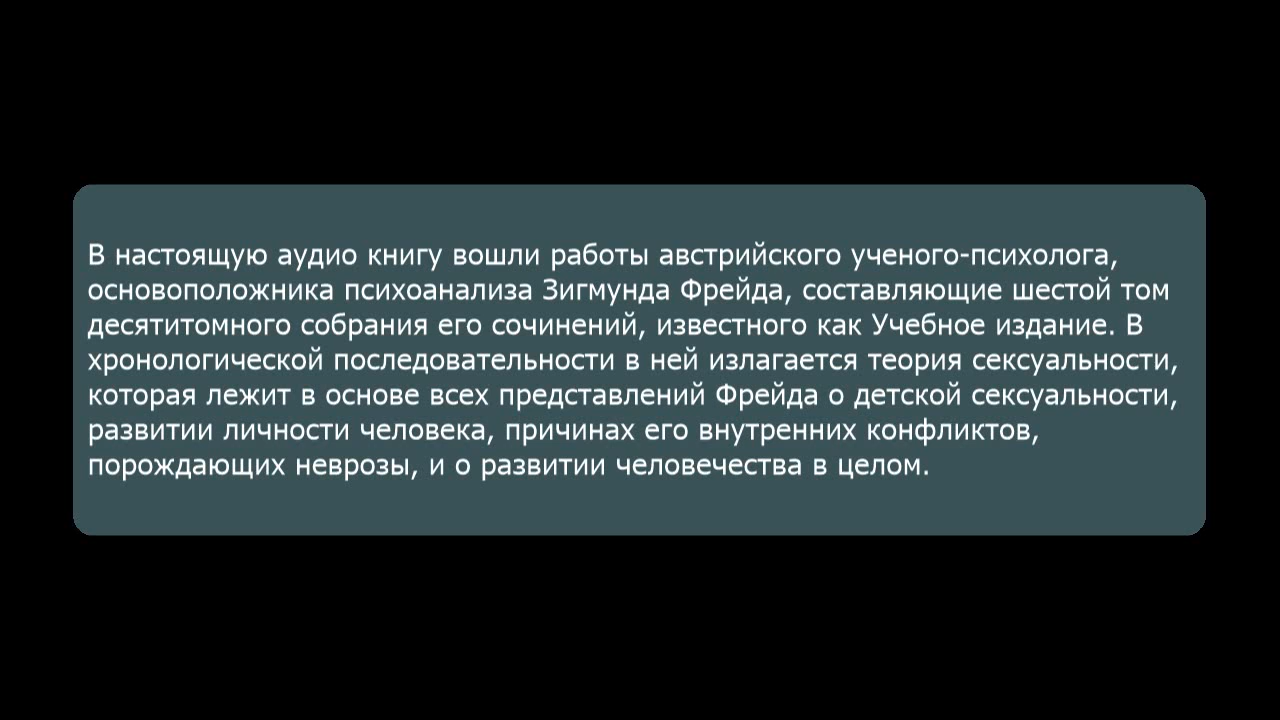 В настоящую аудио книгу вошли работы австрийского ученого-психолога,
основоположника психоанализа Зигмунда Фрейда, составляющие шестой том
десятитомного собрания его сочинений, известного как Учебное издание. В
хронологической последовательности в ней излагается теория сексуальности,
которая лежит в основе всех представлений Фрейда о детской сексуальности,
развитии личности человека, причинах его внутренних конфликтов,
порождающих неврозы, и о развитии человечества в целом.